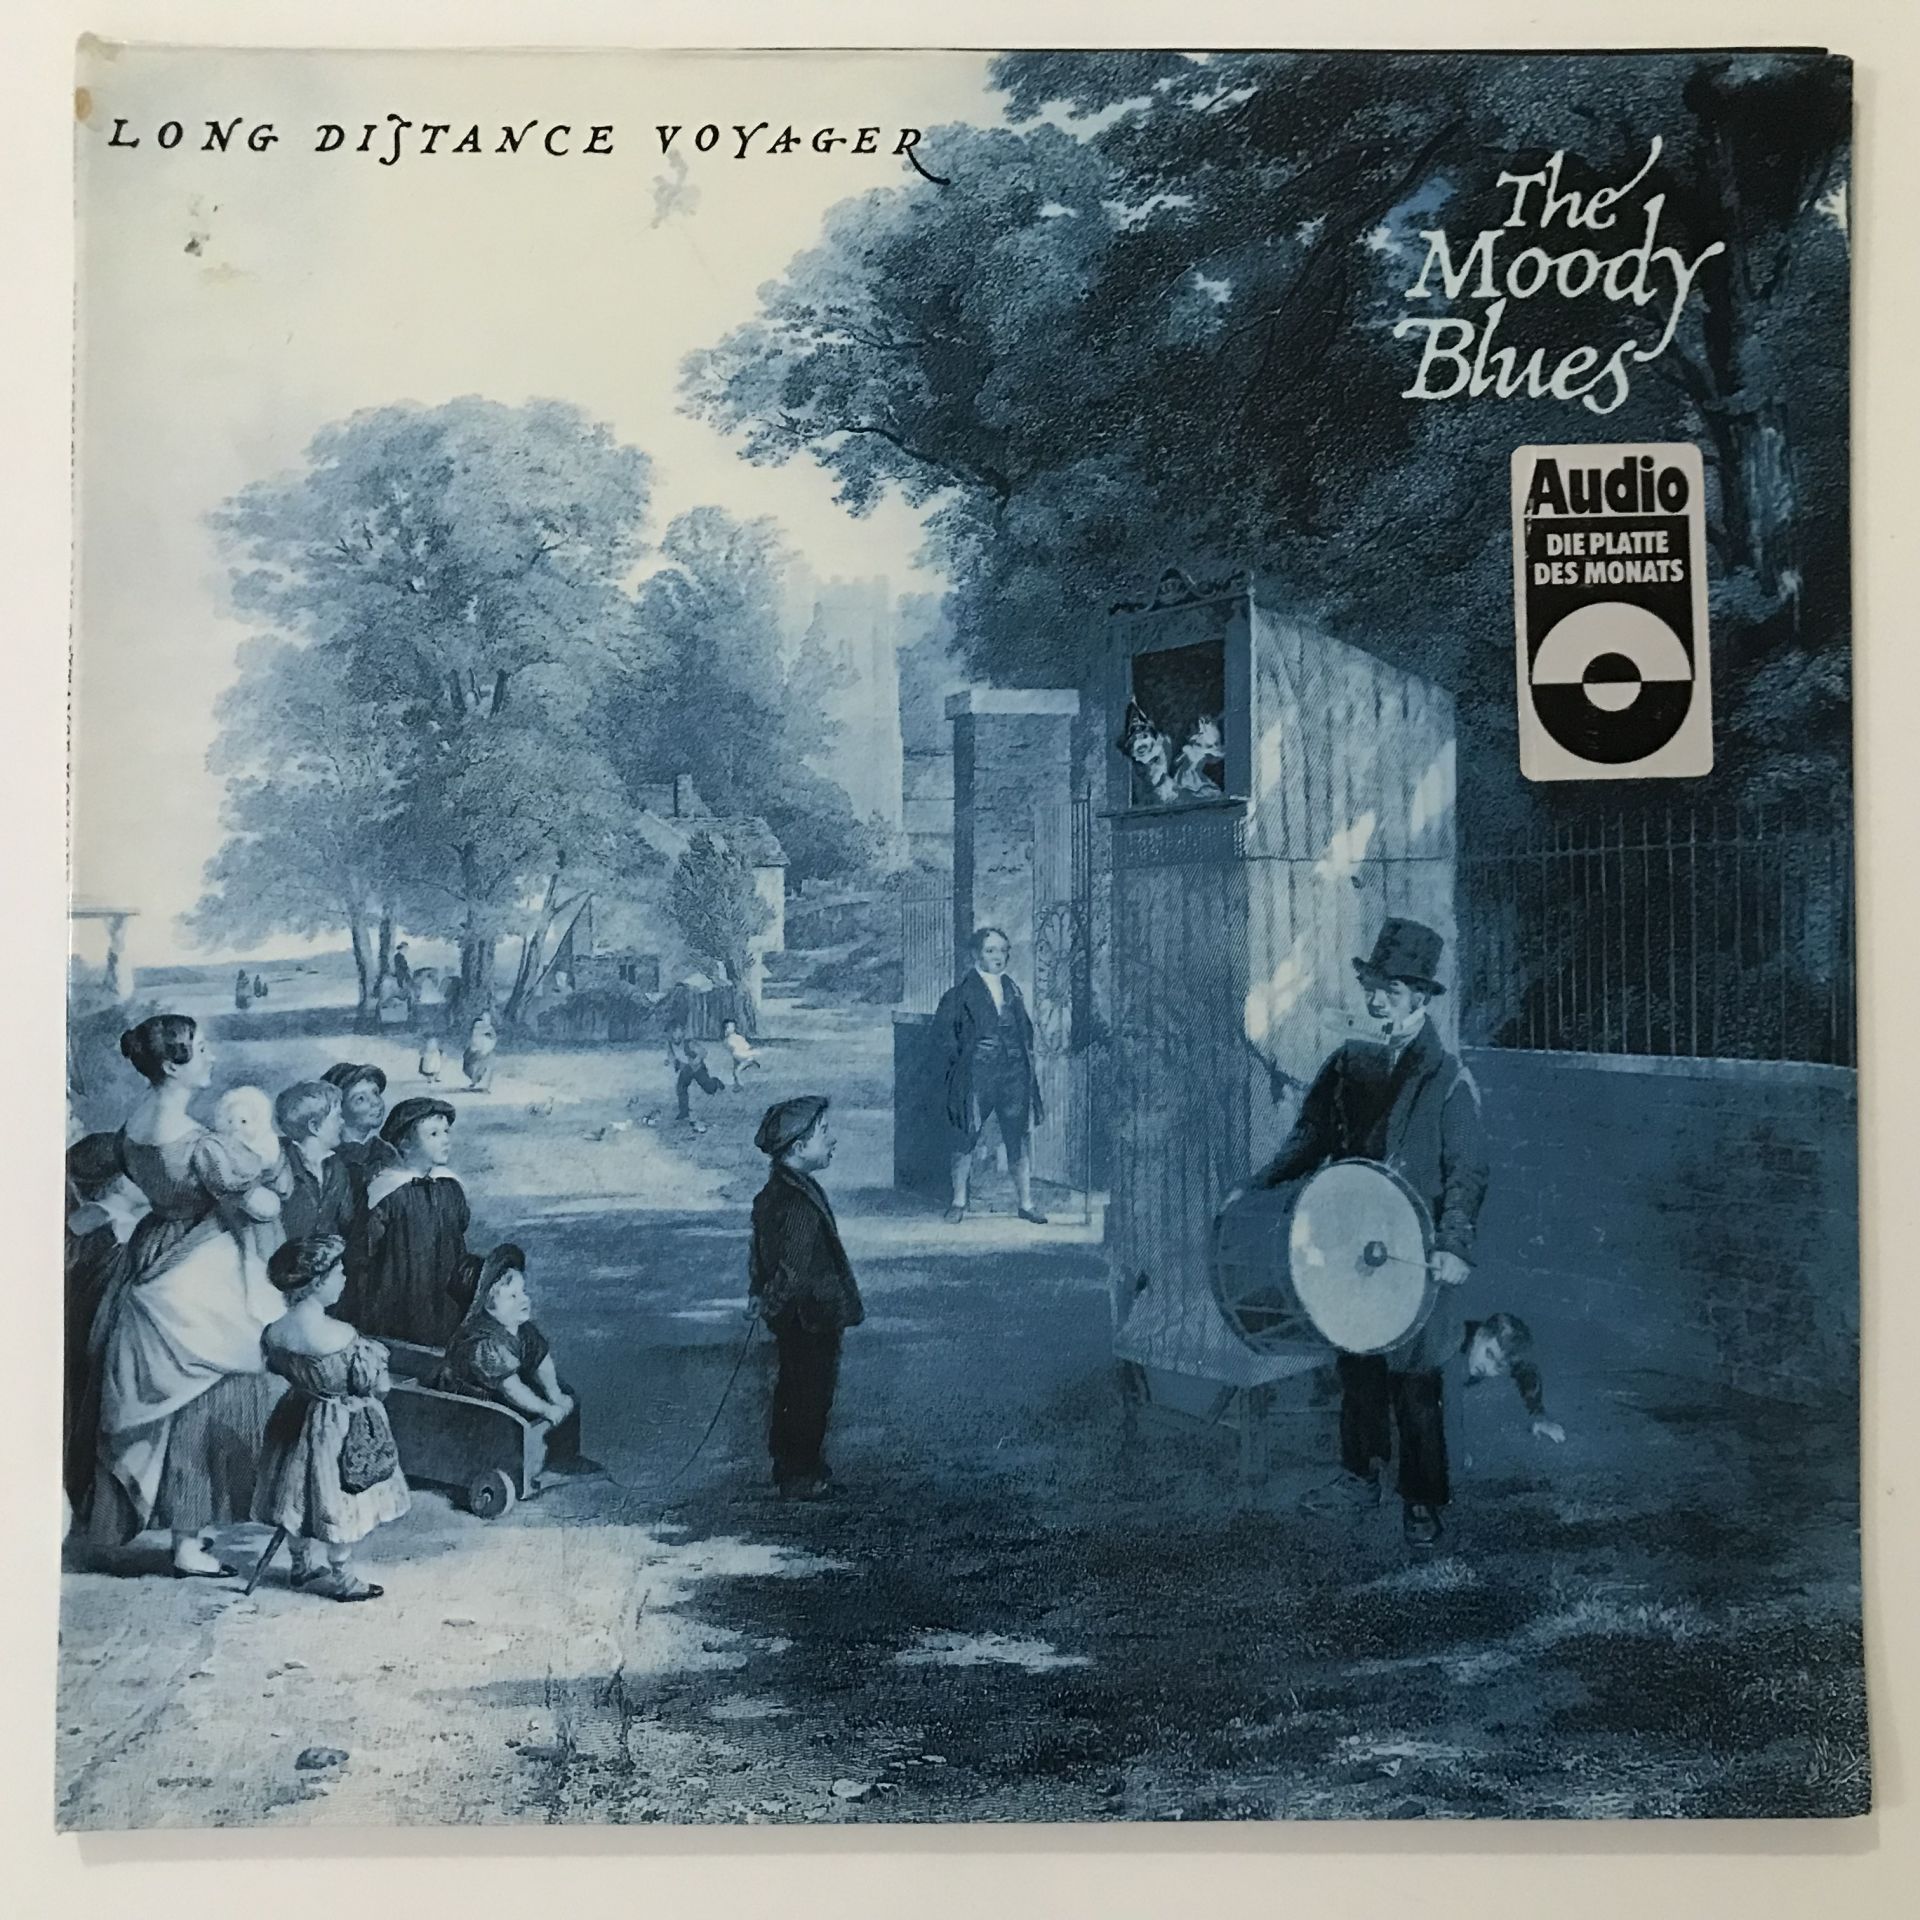 LONG DISTANCE VOYAGER
The
Moody
Blues
Audio
DIE PLATTE
DES MONATS